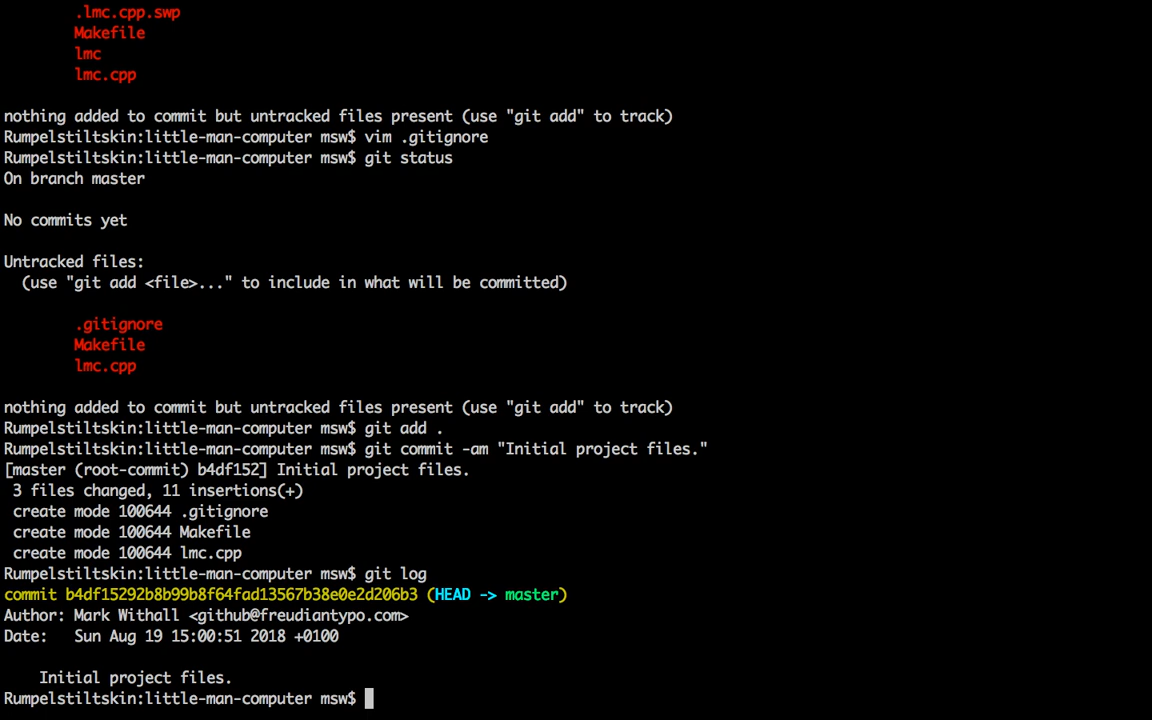 .lmc.cpp.swp
Makefile
lmc
lmc.cpp
nothing added to commit but untracked files present (use "git add" to track)
Rumpelstiltskin:little-man-computer msw$ vim .gitignore
Rumpelstiltskin:little-man-computer msw$ git status
On branch master
No commits yet
Untracked files:
(use "git add <file>..." to include in what will be committed)
.gitignore
Makefile
lmc.cpp
nothing added to commit but untracked files present (use "git add" to track)
Rumpelstiltskin:little-man-computer msw$ git add .
Rumpelstiltskin:little-man-computer msw$ git commit -am "Initial project files."
[master (root-commit) b4df152] Initial project files.
3 files changed, 11 insertions(+)
create mode 100644 .gitignore
create mode 100644 Makefile
create mode 100644 lmc.cpp
Rumpelstiltskin:little-man-computer msw$ git log
commit b4df15292b8b99b8f64fad13567b38e0e2d206b3 (HEAD -> master)
Author: Mark Withall <github@freudiantypo.com>
Date:   Sun Aug 19 15:00:51 2018 +0100
Initial project files.
Rumpelstiltskin:little-man-computer msw$